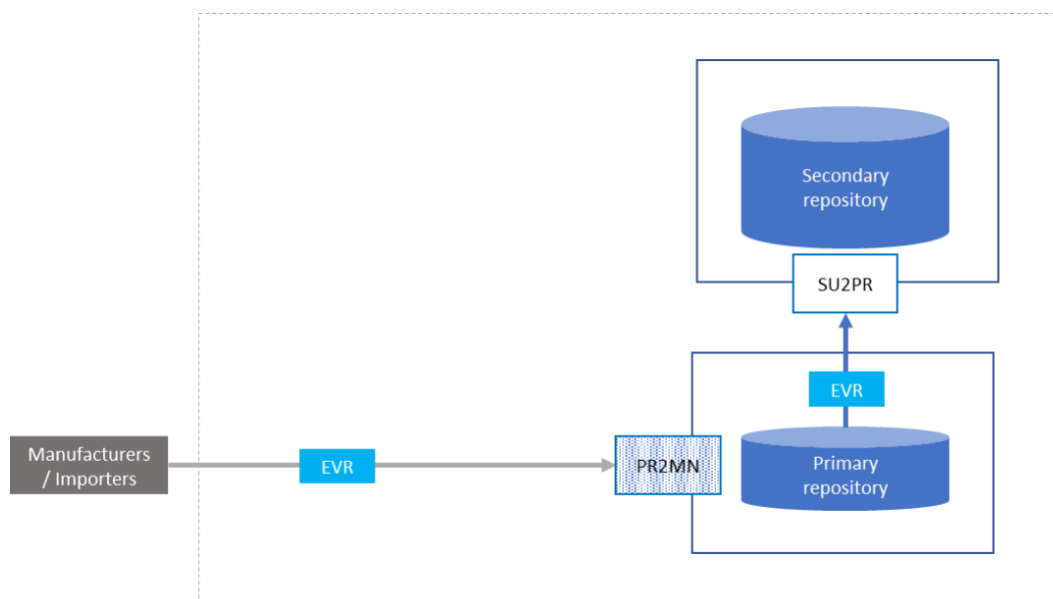 Secondary
repository
SU2PR
EVR
Manufacturers
/ Importers
EVR
PR2MN
Primary
repository